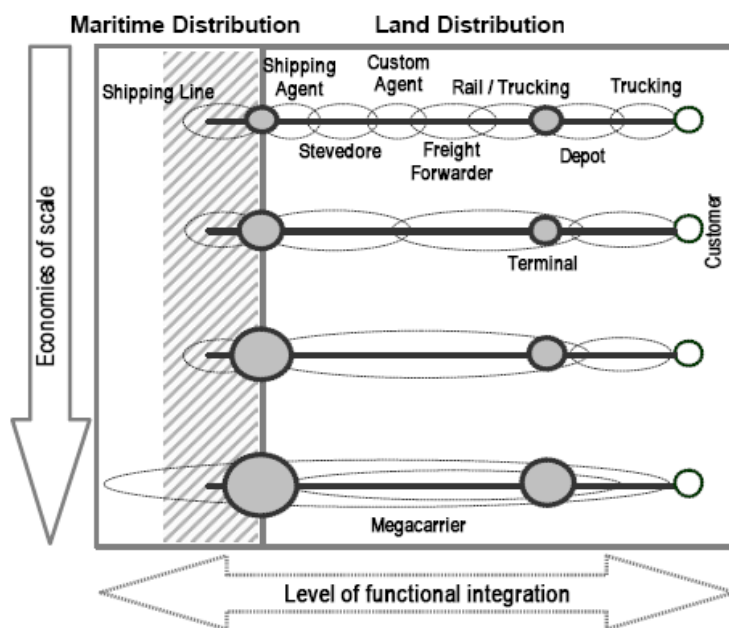 Maritime Distribution
Land Distribution
Shipping Line
Shipping
Agent
Custom
Agent
Rail / Trucking
Trucking
Stevedore
Freight
Forwarder
Depot
Terminal
Customer
Economies of scale
Megacarrier
Level of functional integration